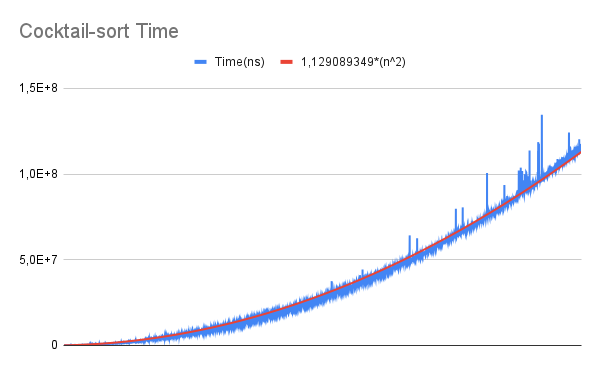 Cocktail-sort Time
Time(ns) 1,129089349*(n^2)
1,5E+8
1,0E+8
5,0E+7
0